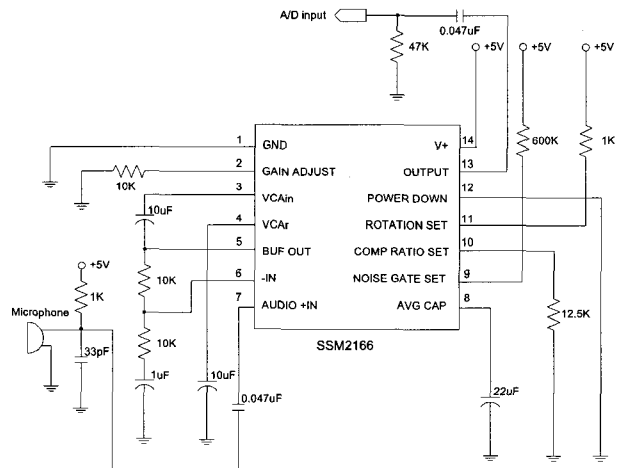 A/D input
0.047uF
47K
+5V
+5V
+5V
1 GND
2 GAIN ADJUST
3 VCAin
4 VCAr
5 BUF OUT
6 -IN
7 AUDIO +IN
V+ 14
OUTPUT 13
POWER DOWN 12
ROTATION SET 11
COMP RATIO SET 10
NOISE GATE SET 9
AVG CAP 8
SSM2166
600K
1K
10K
10uF
10K
10K
1uF
10uF
0.047uF
+5V
1K
Microphone
33pF
12.5K
22uF